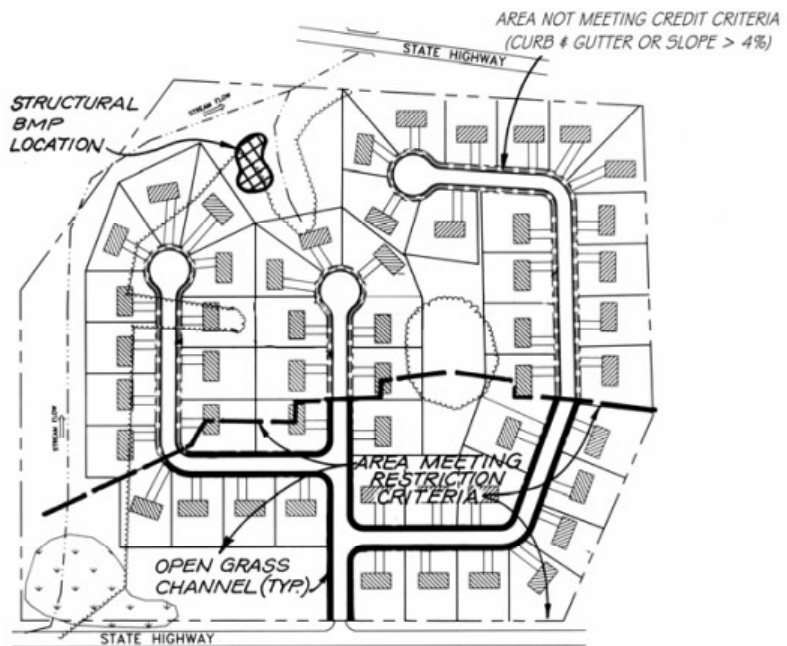 AREA NOT MEETING CREDIT CRITERIA
(CURB & GUTTER OR SLOPE > 4%)
STATE HIGHWAY
STREAM FLOW
STRUCTURAL
BMP
LOCATION
STREAM FLOW
AREA MEETING
RESTRICTION
CRITERIA
OPEN GRASS
CHANNEL (TYP.)
STATE HIGHWAY